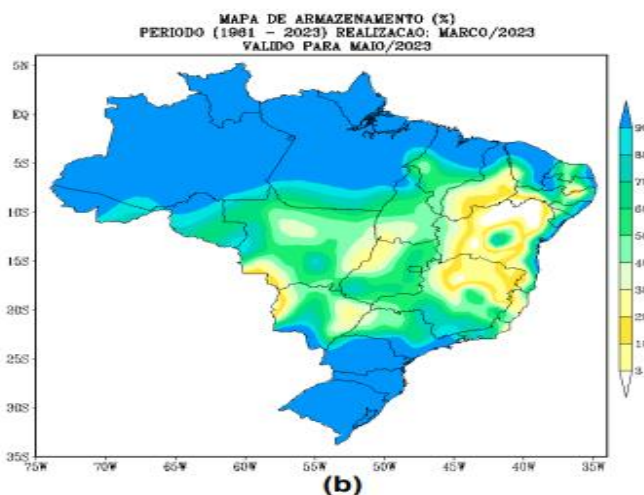 MAPA DE ARMAZENAMENTO (%)
PERIODO (1961 - 2023) REALIZACAO: MARCO/2023
VALIDO PARA MAIO/2023
5N
EQ
5S
10S
15S
20S
25S
30S
35S
75W 70W 65W 60W 55W 50W 45W 40W 35W
(b)